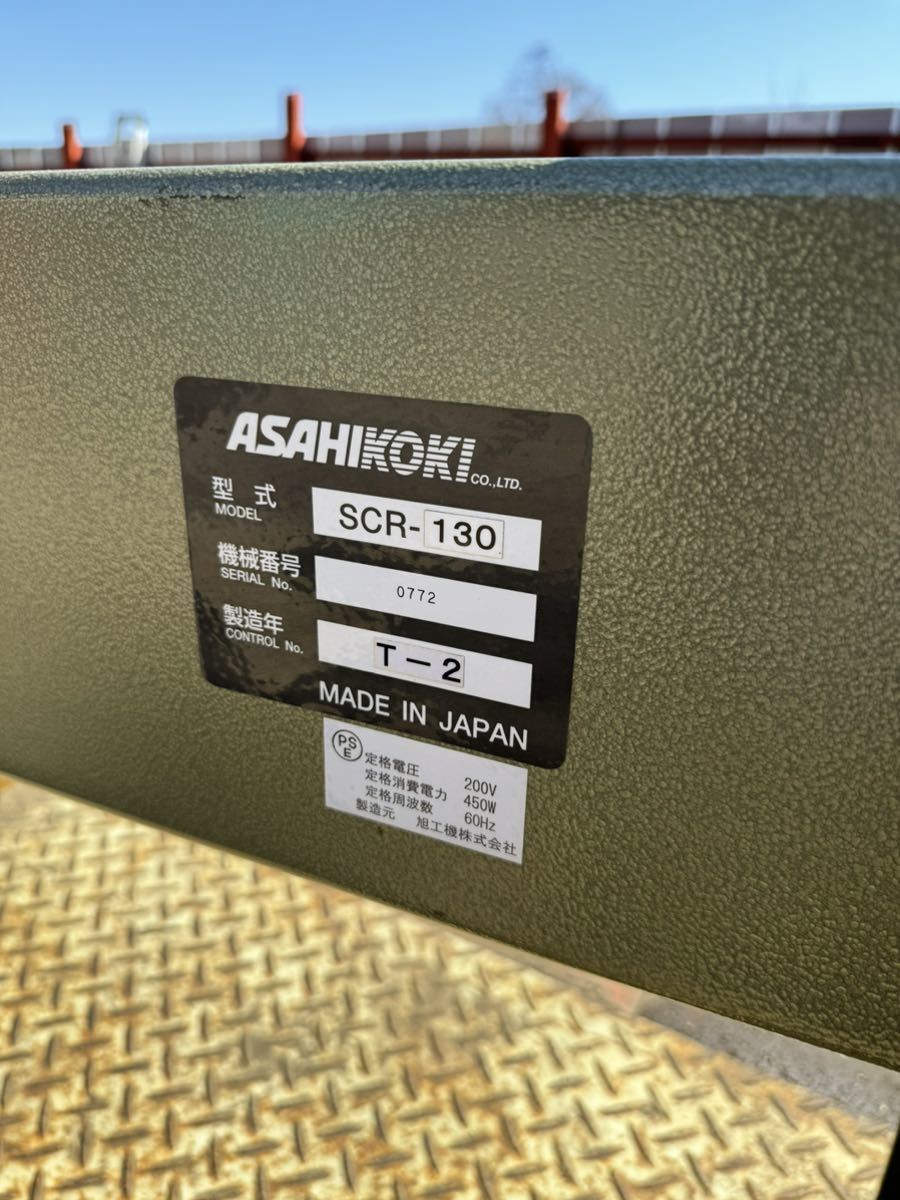 ASAHIKOKI CO.,LTD.
型式 SCR-130
MODEL
機械番号 0772
SERIAL No.
製造年 T-2
CONTROL No.
MADE IN JAPAN
PS E
定格電圧 200V
定格消費電力 450W
定格周波数 60Hz
製造元 旭工機株式会社